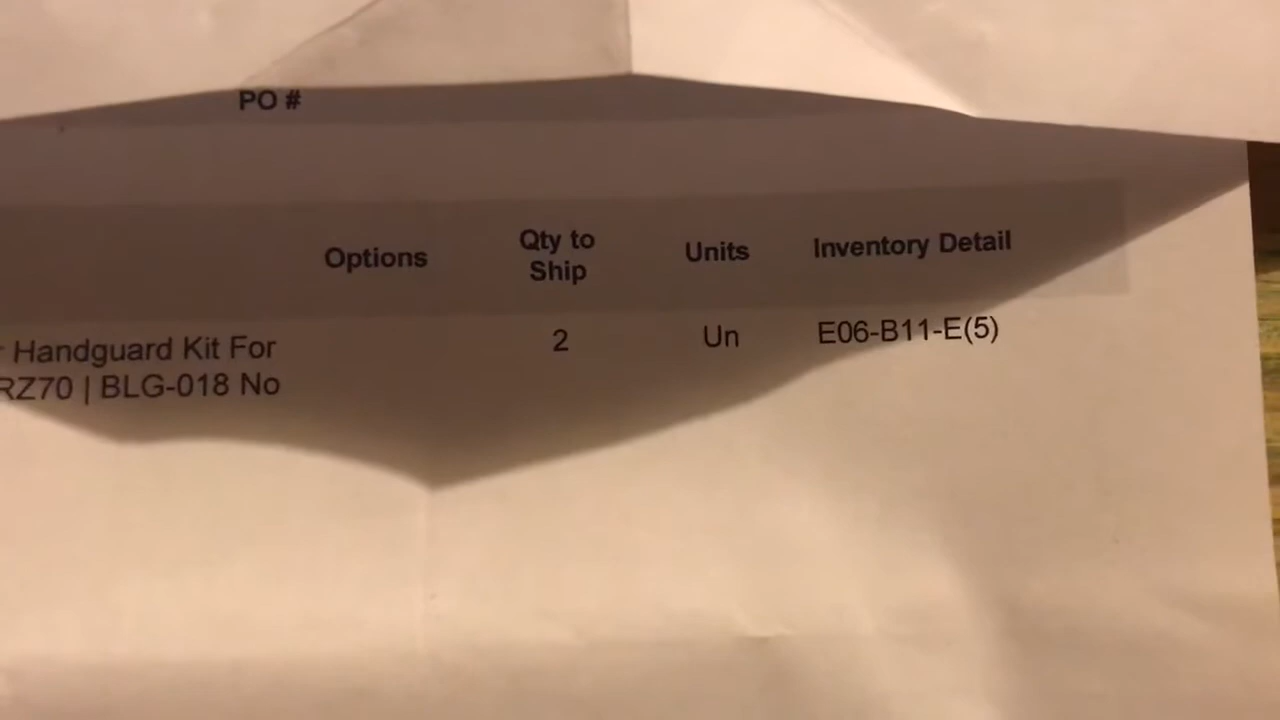 PO #
Options
Qty to
Ship
Units
Inventory Detail
Handguard Kit For
2
Un
E06-B11-E(5)
RZ70 | BLG-018 No